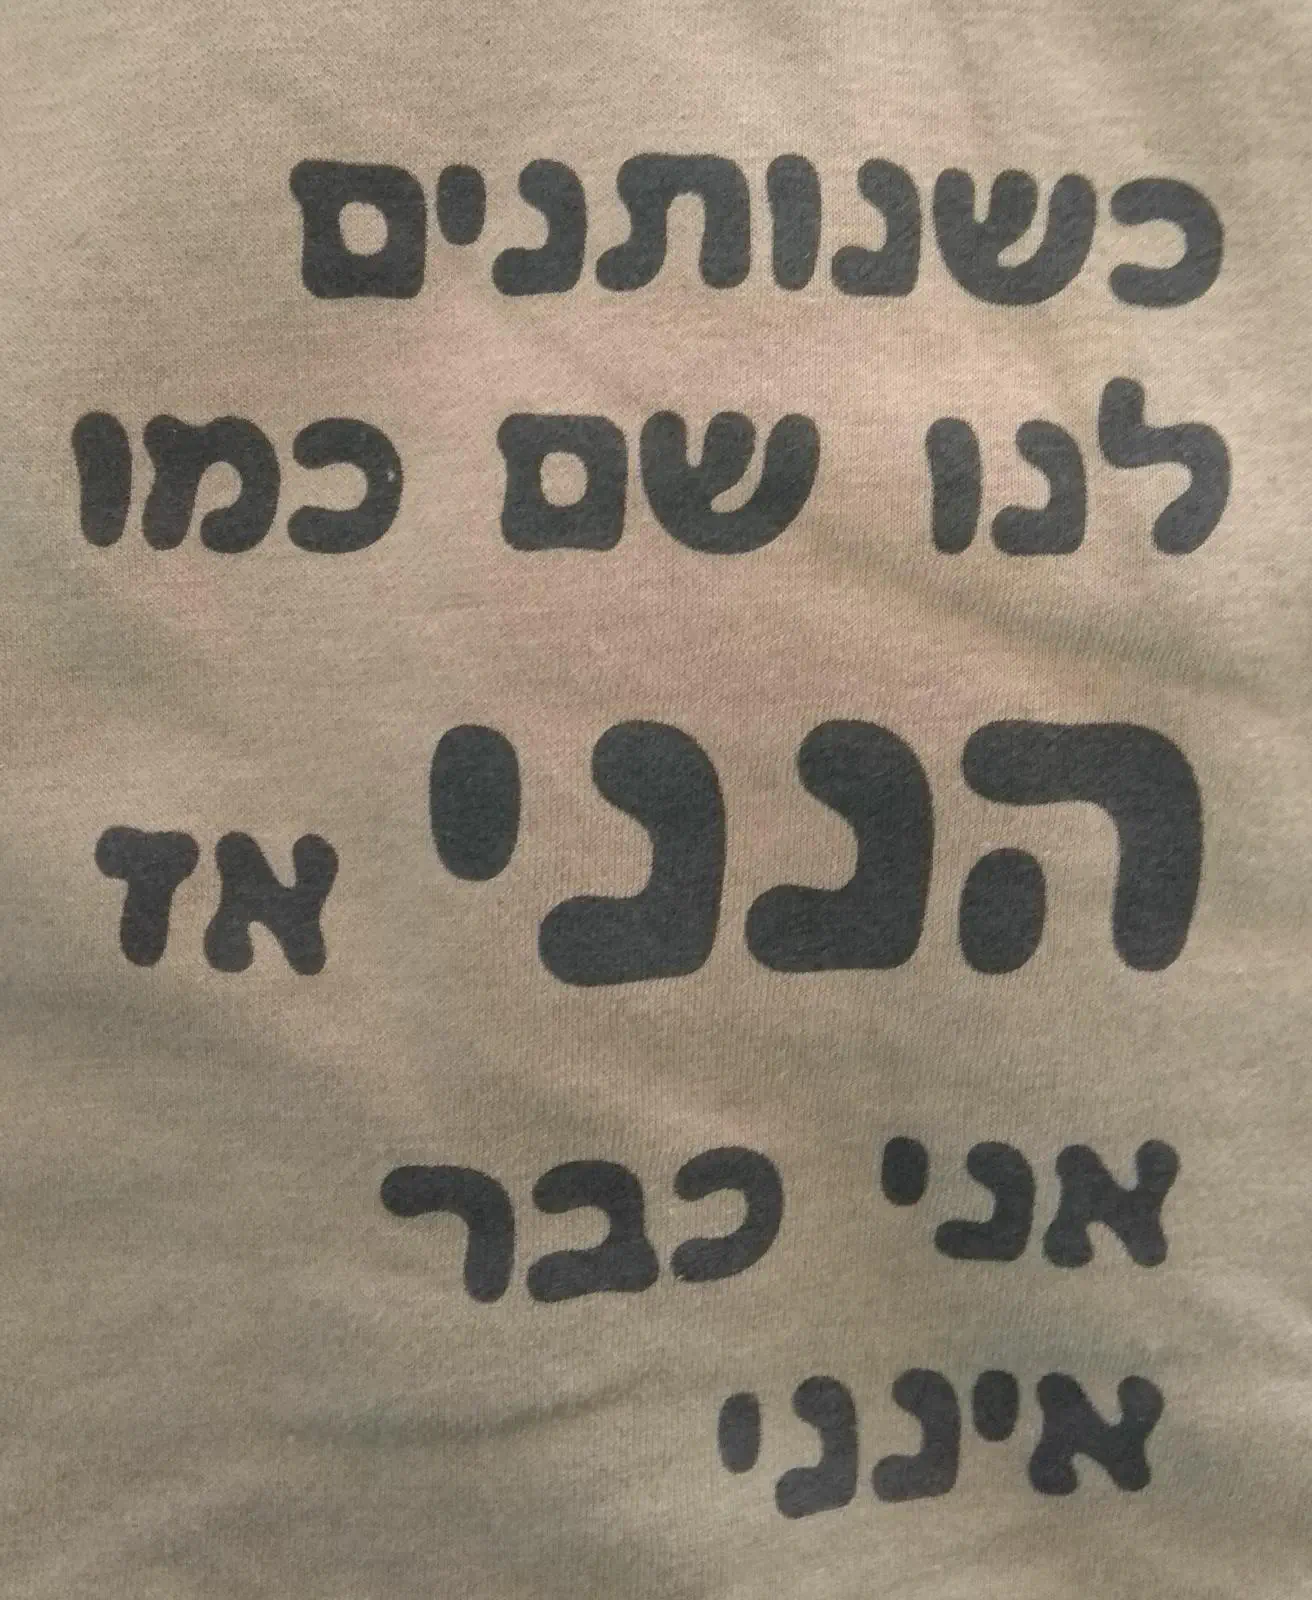 כשנותנים
לנו שם כמו
הנני אז
אני כבר
אינני